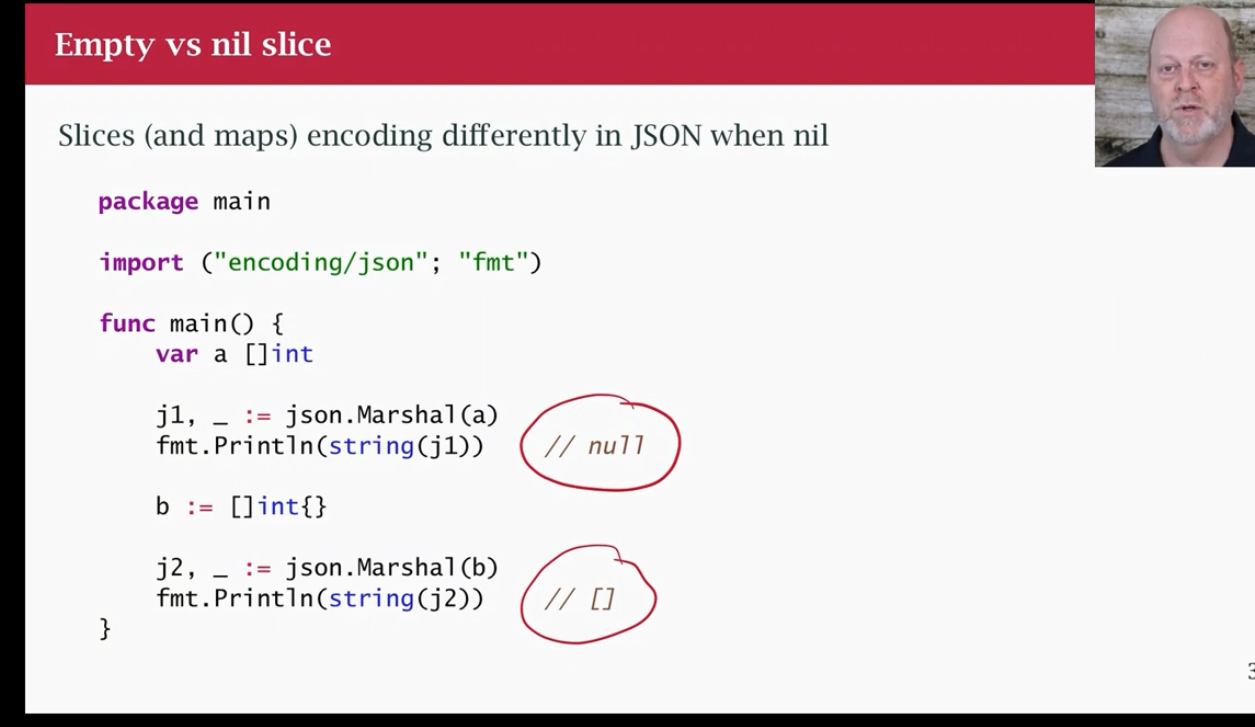 Empty vs nil slice
Slices (and maps) encoding differently in JSON when nil
package main
import ("encoding/json"; "fmt")
func main() {
var a []int
j1, _ := json.Marshal(a)
fmt.Println(string(j1)) // null
b := []int{}
j2, _ := json.Marshal(b)
fmt.Println(string(j2)) // []
}